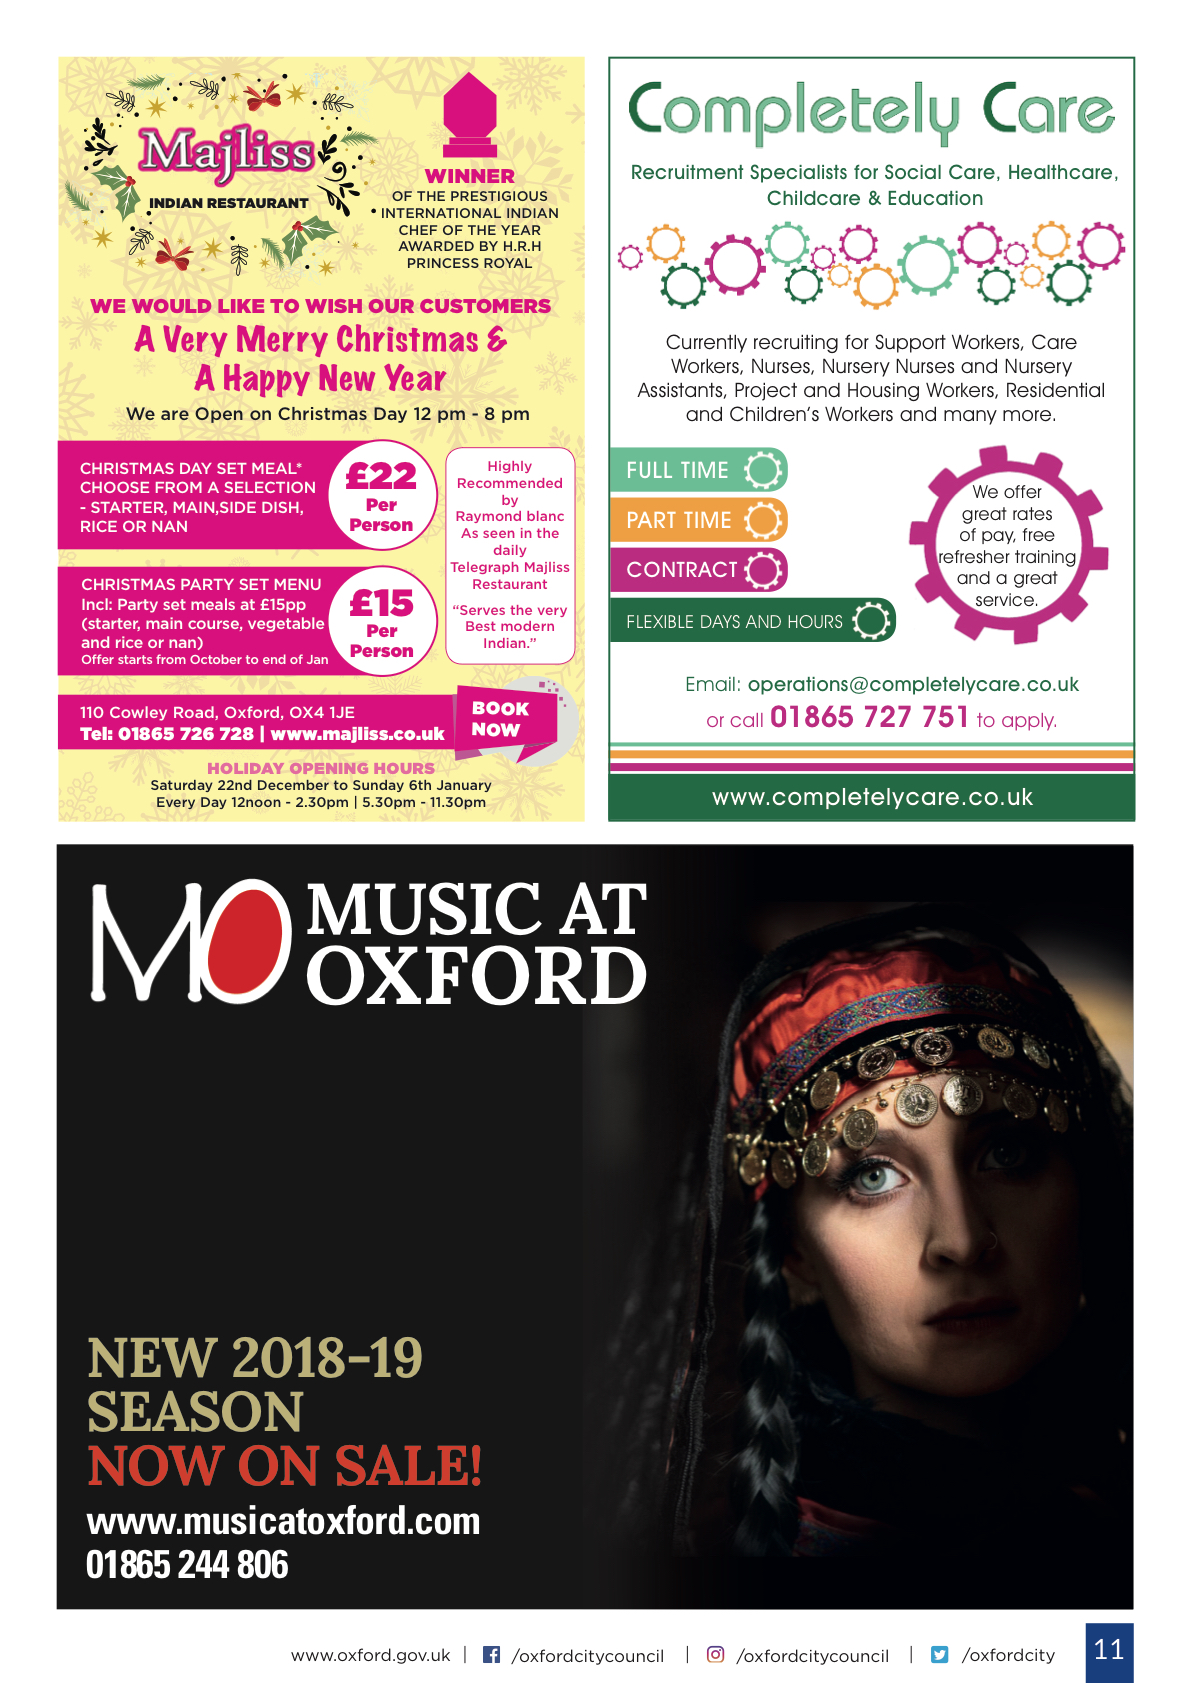 Majliss
INDIAN RESTAURANT
WINNER
OF THE PRESTIGIOUS
INTERNATIONAL INDIAN
CHEF OF THE YEAR
AWARDED BY H.R.H
PRINCESS ROYAL
WE WOULD LIKE TO WISH OUR CUSTOMERS
A Very Merry Christmas &
A Happy New Year
We are Open on Christmas Day 12 pm - 8 pm
CHRISTMAS DAY SET MEAL*
CHOOSE FROM A SELECTION
- STARTER, MAIN,SIDE DISH,
RICE OR NAN
£22
Per
Person
CHRISTMAS PARTY SET MENU
Incl: Party set meals at £15pp
(starter, main course, vegetable
and rice or nan)
Offer starts from October to end of Jan
£15
Per
Person
Highly
Recommended
by
Raymond blanc
As seen in the
daily
Telegraph Majliss
Restaurant
“Serves the very
Best modern
Indian.”
110 Cowley Road, Oxford, OX4 1JE
Tel: 01865 726 728 | www.majliss.co.uk
BOOK
NOW
HOLIDAY OPENING HOURS
Saturday 22nd December to Sunday 6th January
Every Day 12noon - 2.30pm | 5.30pm - 11.30pm
Completely Care
Recruitment Specialists for Social Care, Healthcare,
Childcare & Education
Currently recruiting for Support Workers, Care
Workers, Nurses, Nursery Nurses and Nursery
Assistants, Project and Housing Workers, Residential
and Children’s Workers and many more.
FULL TIME
PART TIME
CONTRACT
FLEXIBLE DAYS AND HOURS
We offer
great rates
of pay, free
refresher training
and a great
service.
Email: operations@completelycare.co.uk
or call 01865 727 751 to apply.
www.completelycare.co.uk
MO
MUSIC AT
OXFORD
NEW 2018-19
SEASON
NOW ON SALE!
www.musicatoxford.com
01865 244 806
www.oxford.gov.uk | /oxfordcitycouncil | /oxfordcitycouncil | /oxfordcity
11